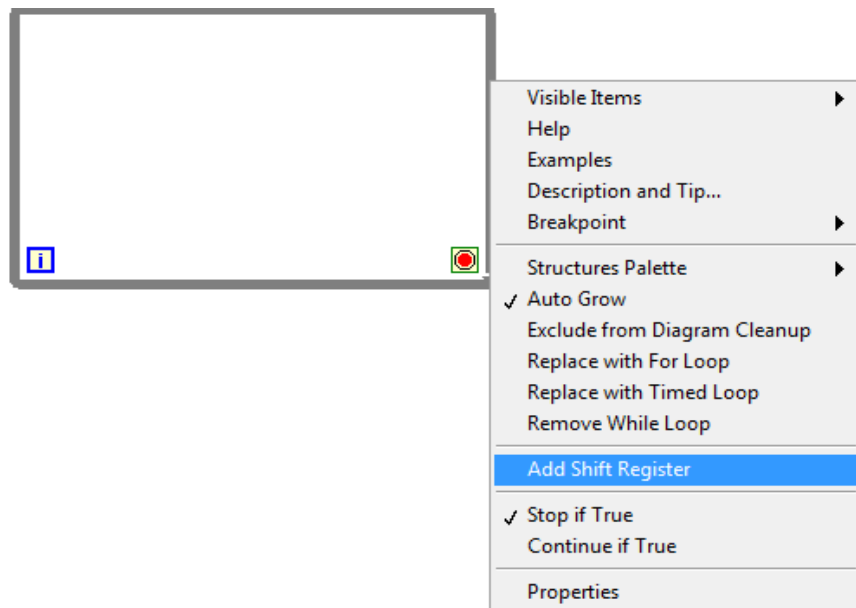 Visible Items
Help
Examples
Description and Tip...
Breakpoint
Structures Palette
Auto Grow
Exclude from Diagram Cleanup
Replace with For Loop
Replace with Timed Loop
Remove While Loop
Add Shift Register
Stop if True
Continue if True
Properties
i